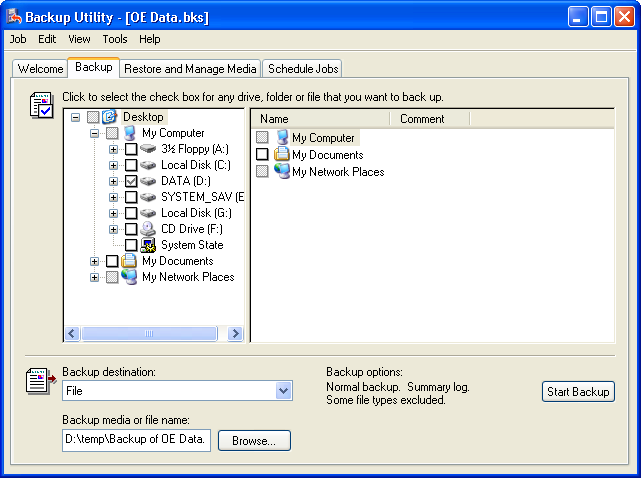 Backup Utility - [OE Data.bks]
Job Edit View Tools Help
Welcome Backup Restore and Manage Media Schedule Jobs
Click to select the check box for any drive, folder or file that you want to back up.
Desktop
My Computer
3½ Floppy (A:)
Local Disk (C:)
DATA (D:)
SYSTEM_SAV (E
Local Disk (G:)
CD Drive (F:)
System State
My Documents
My Network Places
Name Comment
My Computer
My Documents
My Network Places
Backup destination:
File
Backup media or file name:
D:\temp\Backup of OE Data.
Browse...
Backup options:
Normal backup. Summary log.
Some file types excluded.
Start Backup